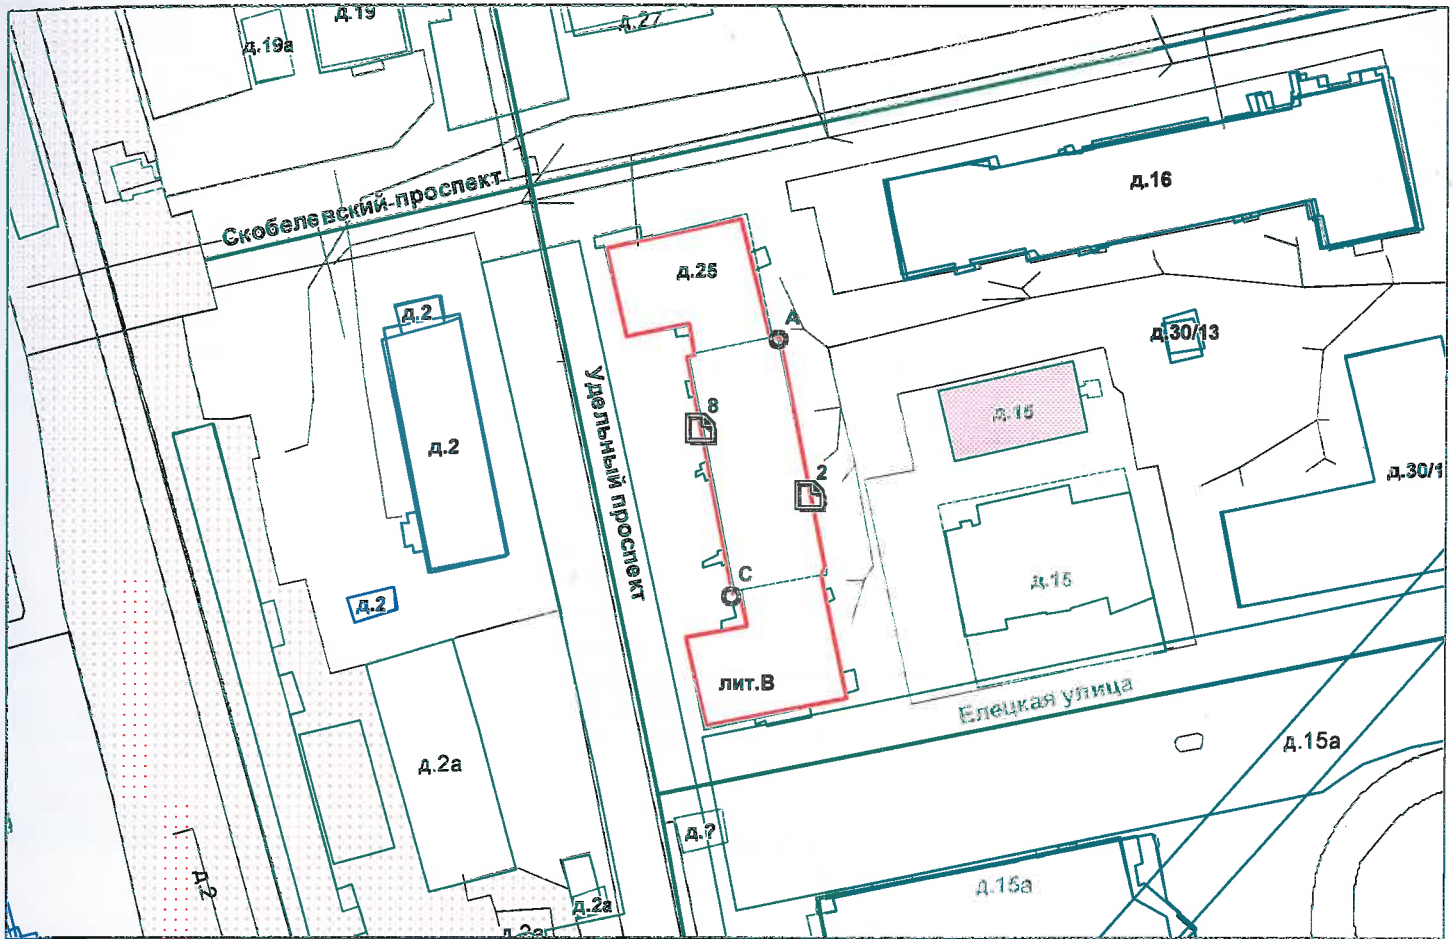 д.19
д.27
д.19а
Скобелевский-проспект
д.16
д.25
А
д.2
д.30/13
Удельный проспект
8
д.15
д.2
2
д.30/1
С
д.15
д.2
лит.В
Елецкая улица
д.15а
д.2а
д.?
д.2
д.15а
д.2а
д.2а